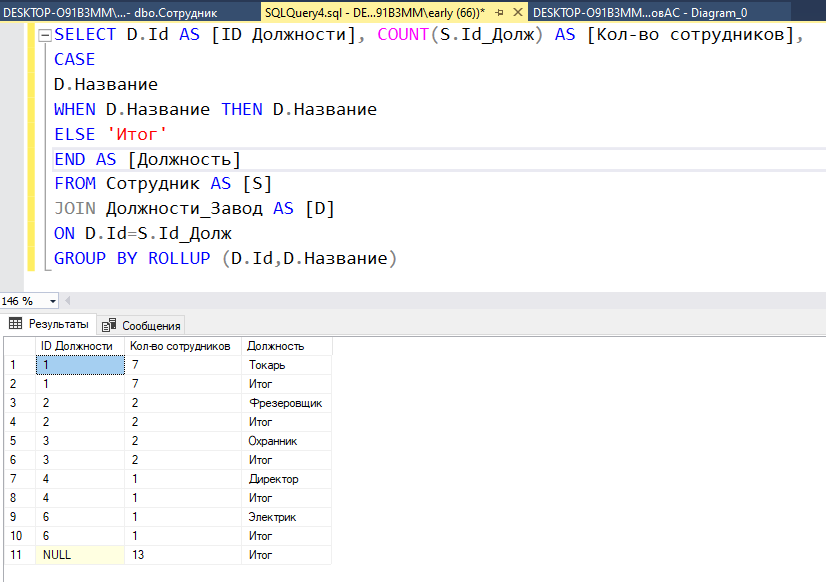 DESKTOP-O91B3MM\...- dbo.Сотрудник
SQLQuery4.sql - DE...91B3MM\early (66))*
DESKTOP-O91B3MM...овАС - Diagram_0
SELECT D.Id AS [ID Должности], COUNT(S.Id_Долж) AS [Кол-во сотрудников],
CASE
D.Название
WHEN D.Название THEN D.Название
ELSE 'Итог'
END AS [Должность]
FROM Сотрудник AS [S]
JOIN Должности_Завод AS [D]
ON D.Id=S.Id_Долж
GROUP BY ROLLUP (D.Id,D.Название)
146 %
Результаты Сообщения
ID Должности Кол-во сотрудников Должность
1 1 7 Токарь
2 1 7 Итог
3 2 2 Фрезеровщик
4 2 2 Итог
5 3 2 Охранник
6 3 2 Итог
7 4 1 Директор
8 4 1 Итог
9 6 1 Электрик
10 6 1 Итог
11 NULL 13 Итог